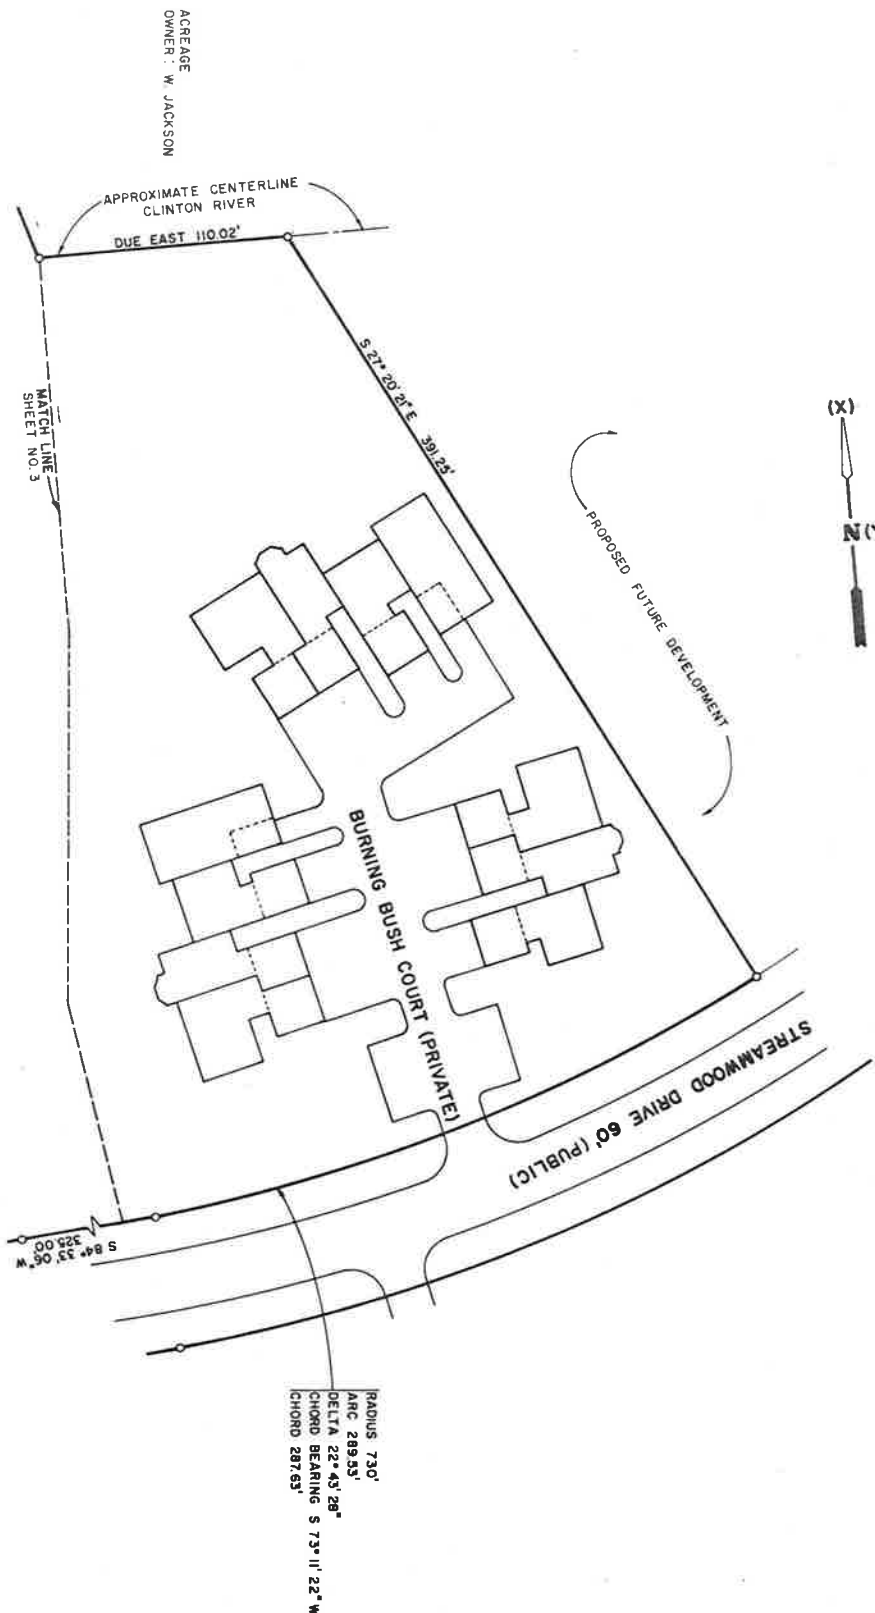 ACREAGE
OWNER: W. JACKSON
APPROXIMATE CENTERLINE
CLINTON RIVER
DUE EAST 110.02'
S 27° 20' 21" E 391.25'
MATCH LINE
SHEET NO. 3
(X)
N
PROPOSED FUTURE DEVELOPMENT
BURNING BUSH COURT (PRIVATE)
STREAMWOOD DRIVE 60' (PUBLIC)
S 84° 33' 06" W
325.00'
RADIUS 730'
ARC 289.53'
DELTA 22° 43' 28"
CHORD BEARING S 73° 11' 22" W
CHORD 287.63'